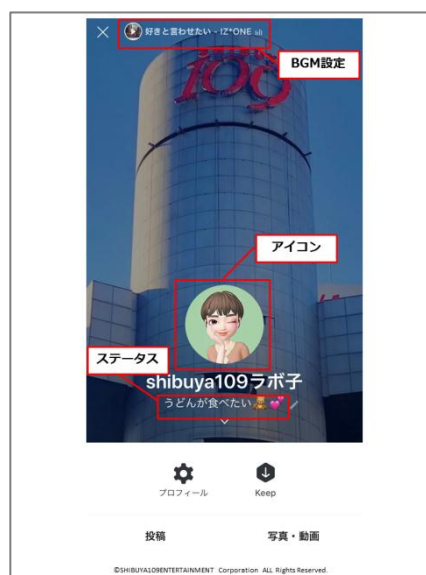 好きと言わせたい - IZ*ONE
BGM設定
109
アイコン
ステータス
shibuya109ラボ子
うどんが食べたい
プロフィール
Keep
投稿
写真・動画
©SHIBUYA109ENTERTAINMENT Corporation ALL Rights Reserved.